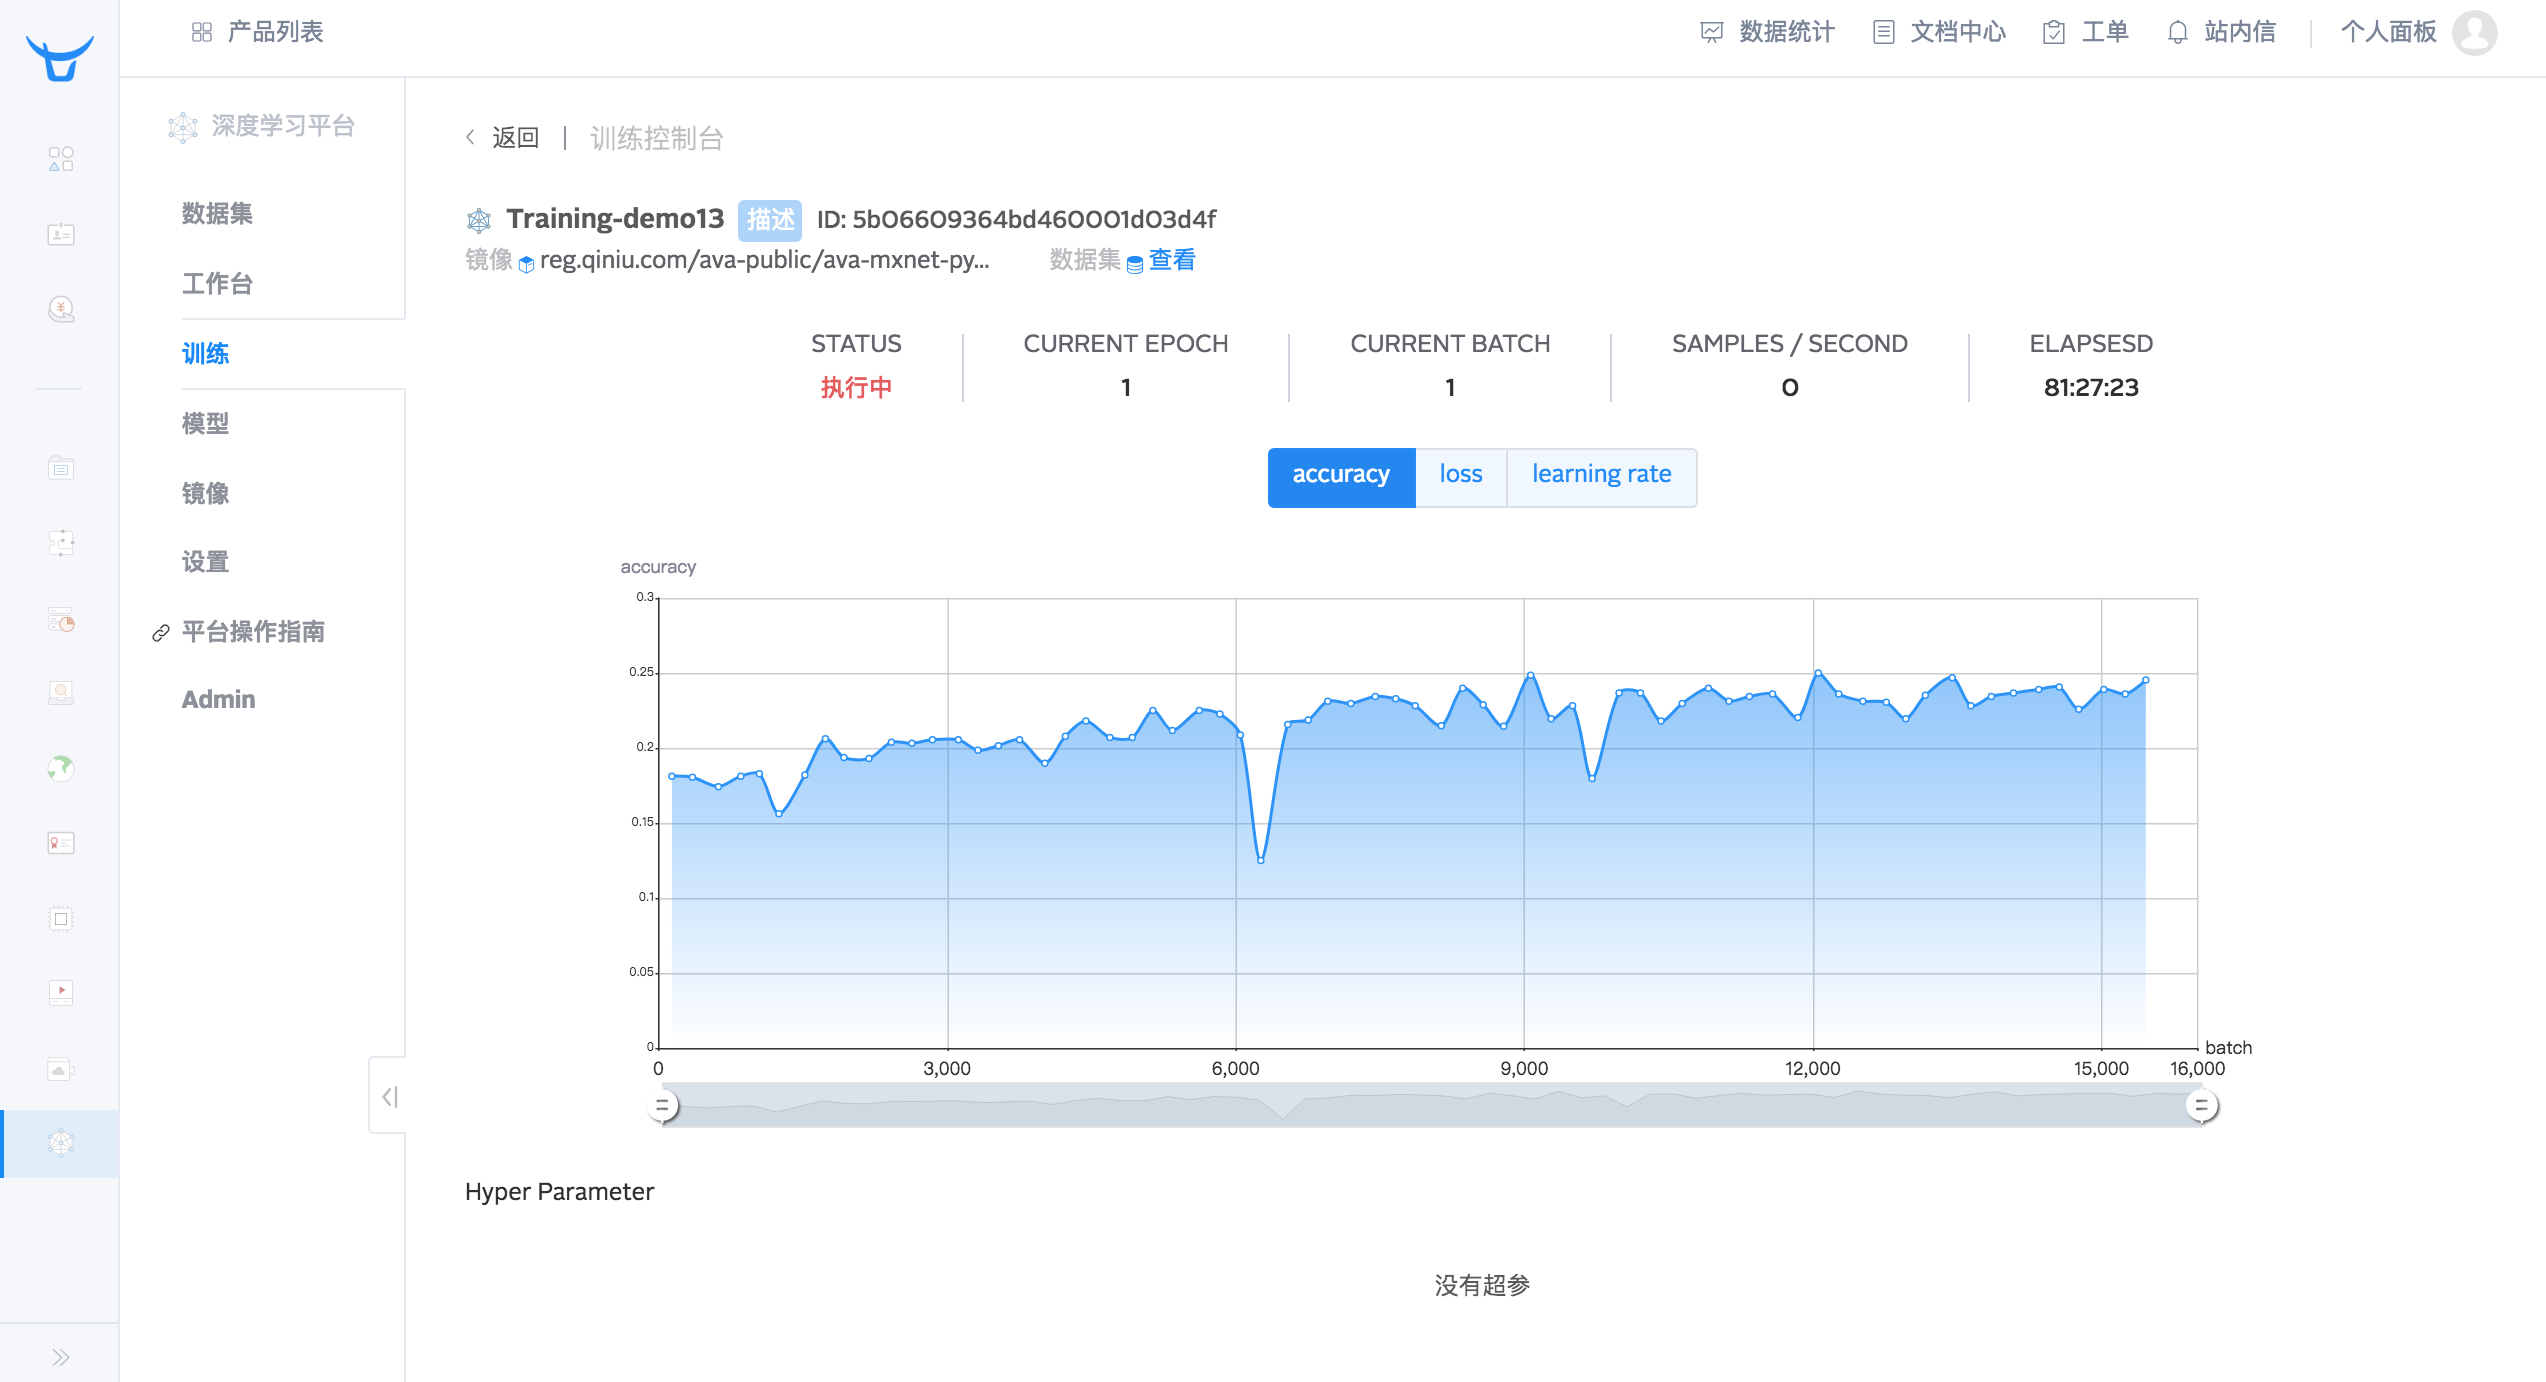 产品列表
数据统计
文档中心
工单
站内信
个人面板
深度学习平台
数据集
工作台
训练
模型
镜像
设置
平台操作指南
Admin
返回 | 训练控制台
Training-demo13 描述 ID: 5b06609364bd460001d03d4f
镜像 reg.qiniu.com/ava-public/ava-mxnet-py... 数据集 查看
STATUS
执行中
CURRENT EPOCH
1
CURRENT BATCH
1
SAMPLES / SECOND
0
ELAPSESD
81:27:23
accuracy
loss
learning rate
accuracy
0.3
0.25
0.2
0.15
0.1
0.05
0
0
3,000
6,000
9,000
12,000
15,000
16,000
batch
Hyper Parameter
没有超参